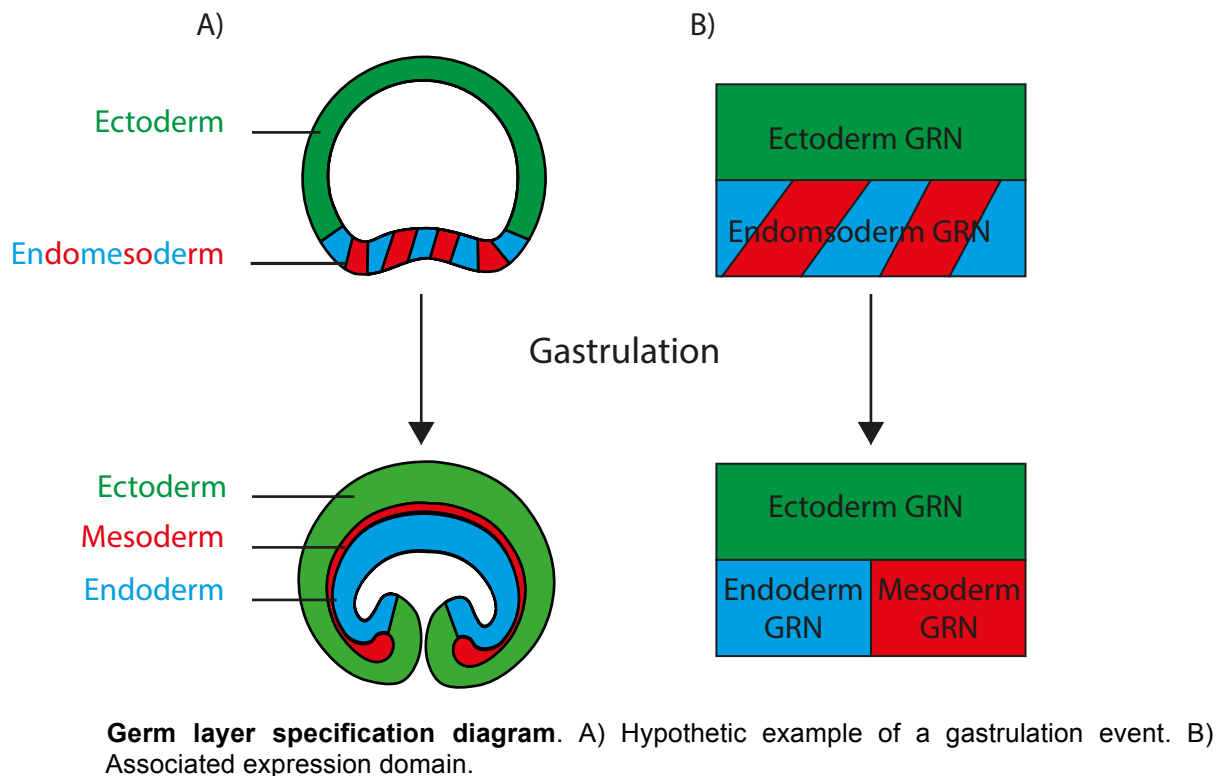 A)
B)
Ectoderm
Endomesoderm
Ectoderm GRN
Endomsoderm GRN
Gastrulation
Ectoderm
Mesoderm
Endoderm
Ectoderm GRN
Endoderm
GRN
Mesoderm
GRN
Germ layer specification diagram. A) Hypothetic example of a gastrulation event. B)
Associated expression domain.